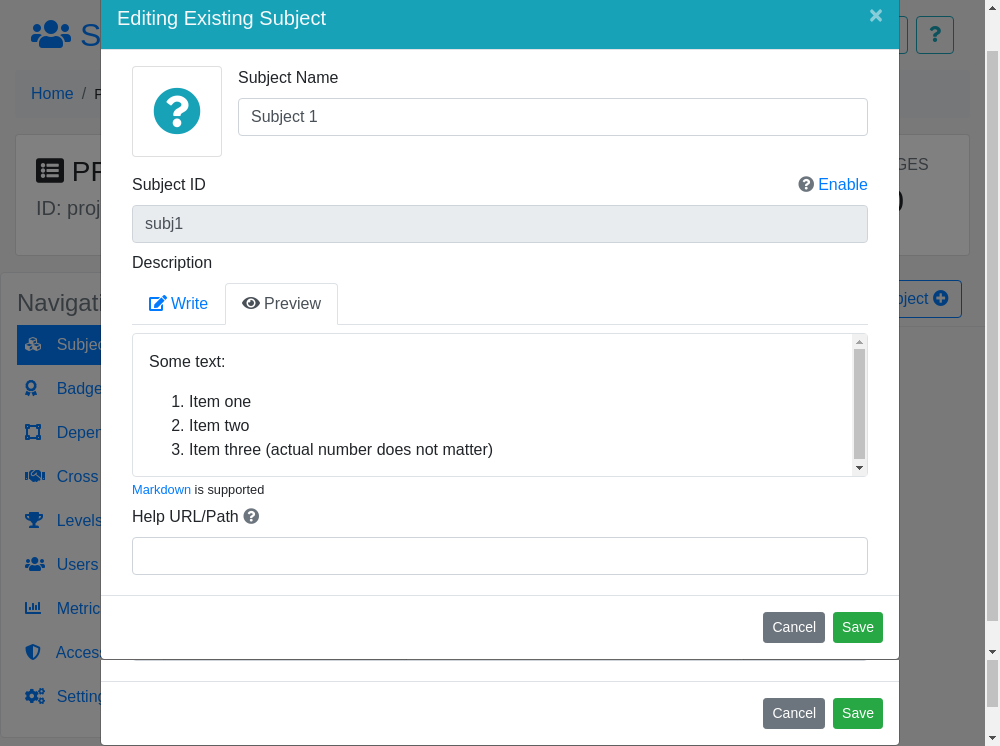 Editing Existing Subject ×
S
?
Home / P
Subject Name
Subject 1
PR
GES
ID: proj
Subject ID
Enable
subj1
Description
Navigati
Write Preview
bject
Subjec
Some text:
1. Item one
Badge
2. Item two
Depen
3. Item three (actual number does not matter)
Cross
Markdown is supported
Levels
Help URL/Path
Users
Metric
Cancel Save
Acces
Setting
Cancel Save